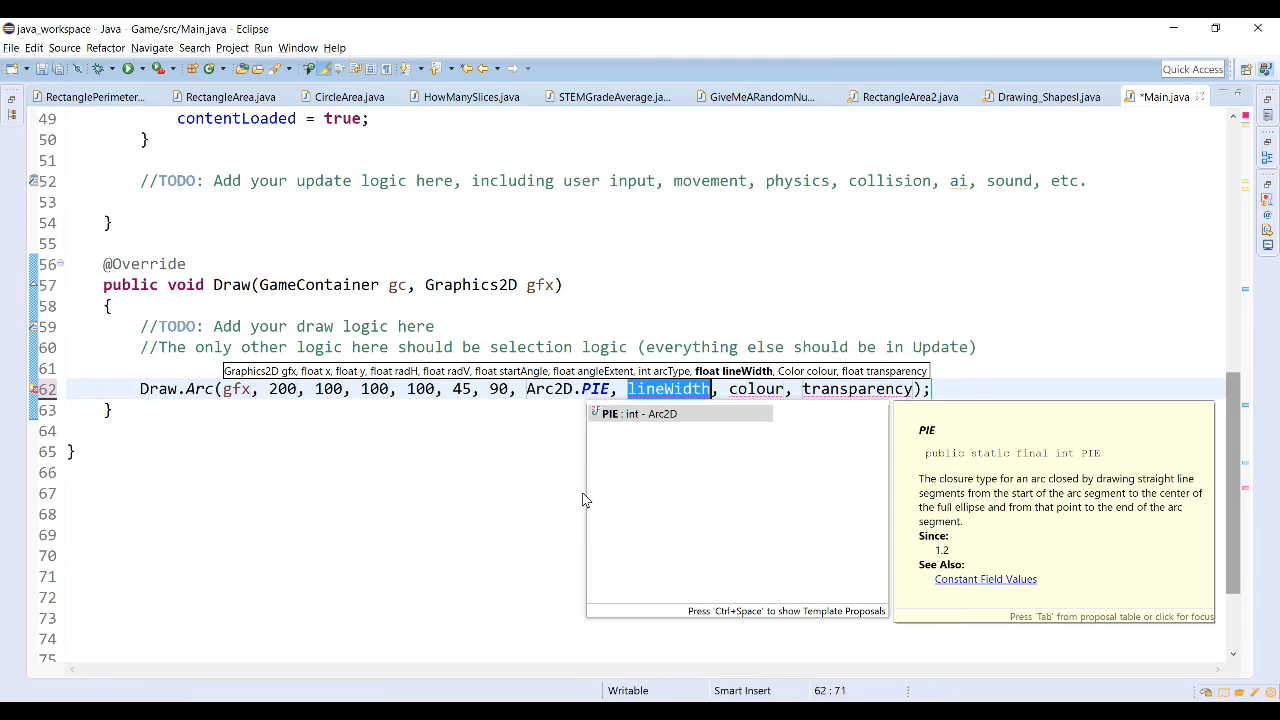 java_workspace - Java - Game/src/Main.java - Eclipse
File Edit Source Refactor Navigate Search Project Run Window Help
Quick Access
RectanglePerimeter... RectangleArea.java CircleArea.java HowManySlices.java STEMGradeAverage.ja... GiveMeARandomNu... RectangleArea2.java Drawing_Shapesl.java *Main.java
49 contentLoaded = true;
50 }
51
52 //TODO: Add your update logic here, including user input, movement, physics, collision, ai, sound, etc.
53
54 }
55
56 @Override
57 public void Draw(GameContainer gc, Graphics2D gfx)
58 {
59 //TODO: Add your draw logic here
60 //The only other logic here should be selection logic (everything else should be in Update)
61 Graphics2D gfx, float x, float y, float radH, float radV, float startAngle, float angleExtent, int arcType, float lineWidth, Color colour, float transparency
62 Draw.Arc(gfx, 200, 100, 100, 100, 45, 90, Arc2D.PIE, lineWidth, colour, transparency);
63 }
64
65 }
66
67
68
69
70
71
72
73
74
75
PIE : int - Arc2D
Press 'Ctrl+Space' to show Template Proposals
PIE
public static final int PIE
The closure type for an arc closed by drawing straight line
segments from the start of the arc segment to the center of
the full ellipse and from that point to the end of the arc
segment.
Since:
1.2
See Also:
Constant Field Values
Press 'Tab' from proposal table or click for focus
Writable Smart Insert 62 : 71